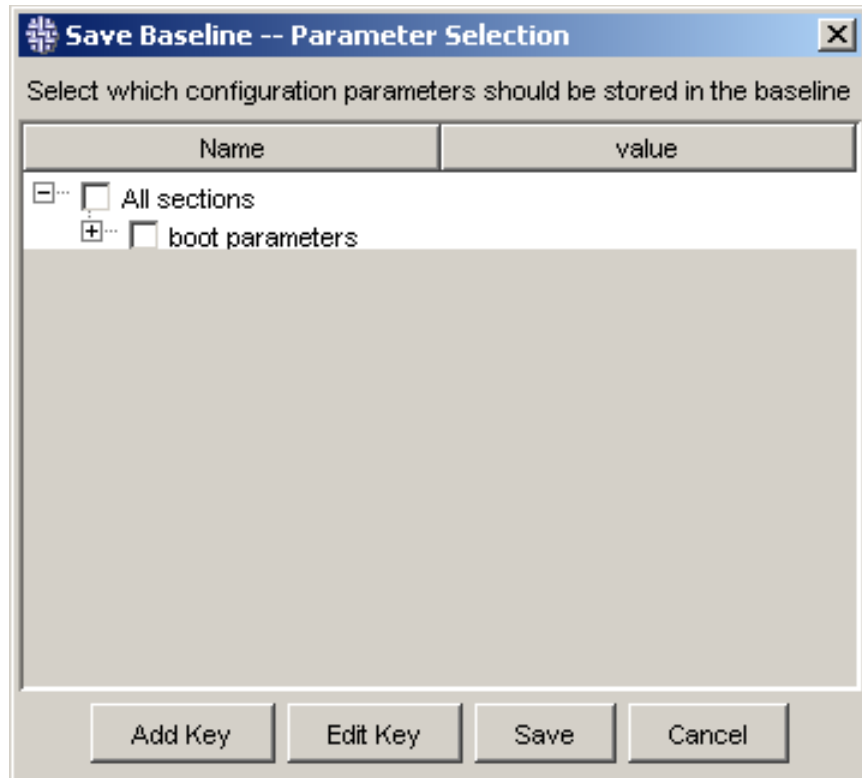 Save Baseline -- Parameter Selection
Select which configuration parameters should be stored in the baseline
Name value
All sections
boot parameters
Add Key Edit Key Save Cancel